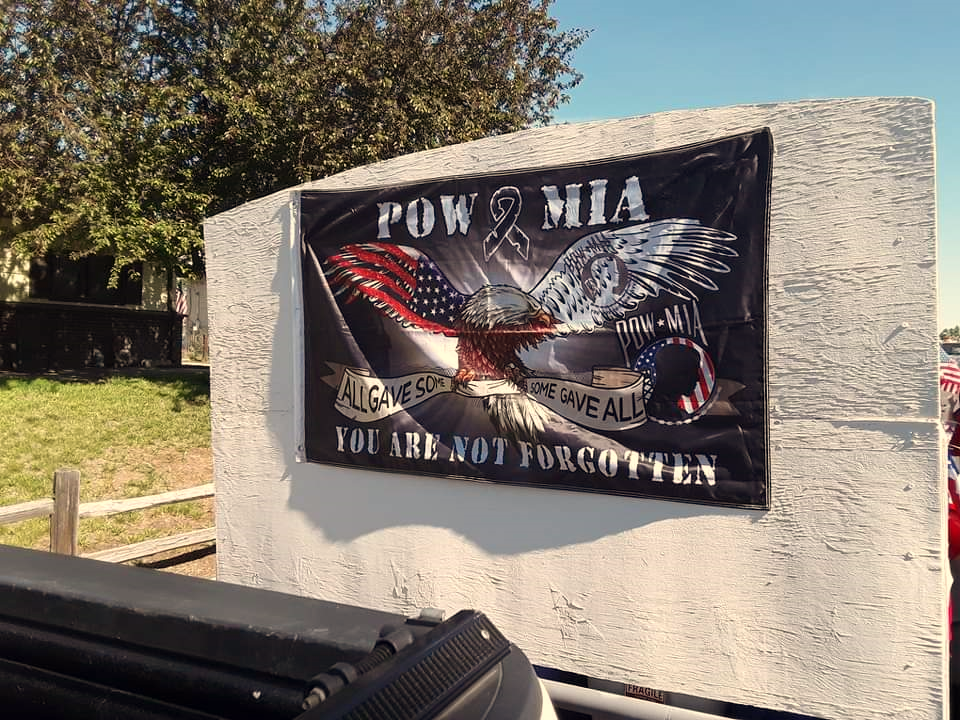 POW MIA
POW★MIA
ALL GAVE SOME
SOME GAVE ALL
YOU ARE NOT FORGOTTEN
FRAGILE